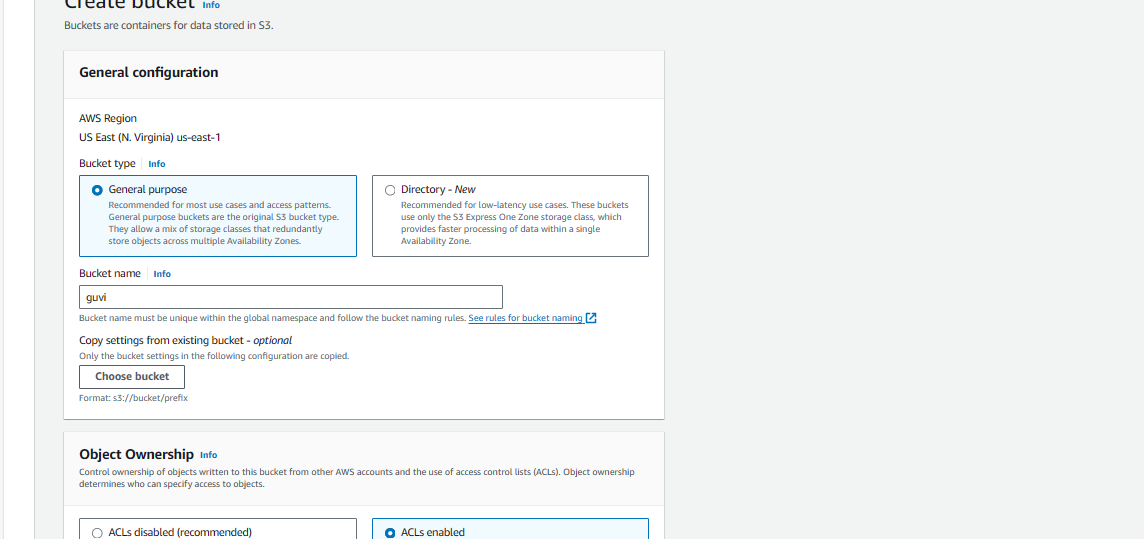 Create bucket Info
Buckets are containers for data stored in S3.
General configuration
AWS Region
US East (N. Virginia) us-east-1
Bucket type Info
General purpose
Recommended for most use cases and access patterns.
General purpose buckets are the original S3 bucket type.
They allow a mix of storage classes that redundantly
store objects across multiple Availability Zones.
Directory - New
Recommended for low-latency use cases. These buckets
use only the S3 Express One Zone storage class, which
provides faster processing of data within a single
Availability Zone.
Bucket name Info
guvi
Bucket name must be unique within the global namespace and follow the bucket naming rules. See rules for bucket naming
Copy settings from existing bucket - optional
Only the bucket settings in the following configuration are copied.
Choose bucket
Format: s3://bucket/prefix
Object Ownership Info
Control ownership of objects written to this bucket from other AWS accounts and the use of access control lists (ACLs). Object ownership
determines who can specify access to objects.
ACLs disabled (recommended)
ACLs enabled